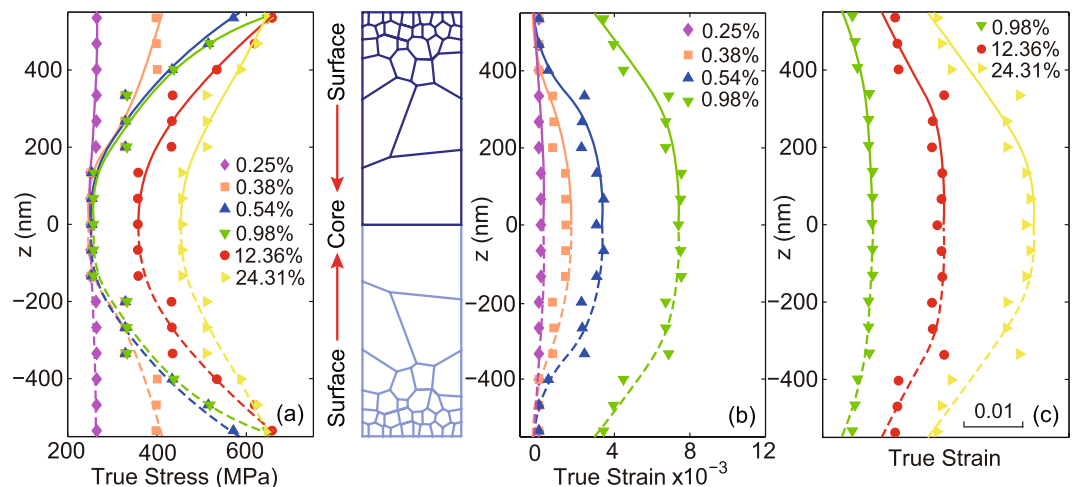 400
200
0
−200
−400
z (nm)
0.25%
0.38%
0.54%
0.98%
12.36%
24.31%
(a)
200
400
600
True Stress (MPa)
Surface
Core
Surface
400
200
0
−200
−400
z (nm)
0.25%
0.38%
0.54%
0.98%
(b)
0
4
8
12
True Strain x10⁻³
0.98%
12.36%
24.31%
0.01
(c)
True Strain